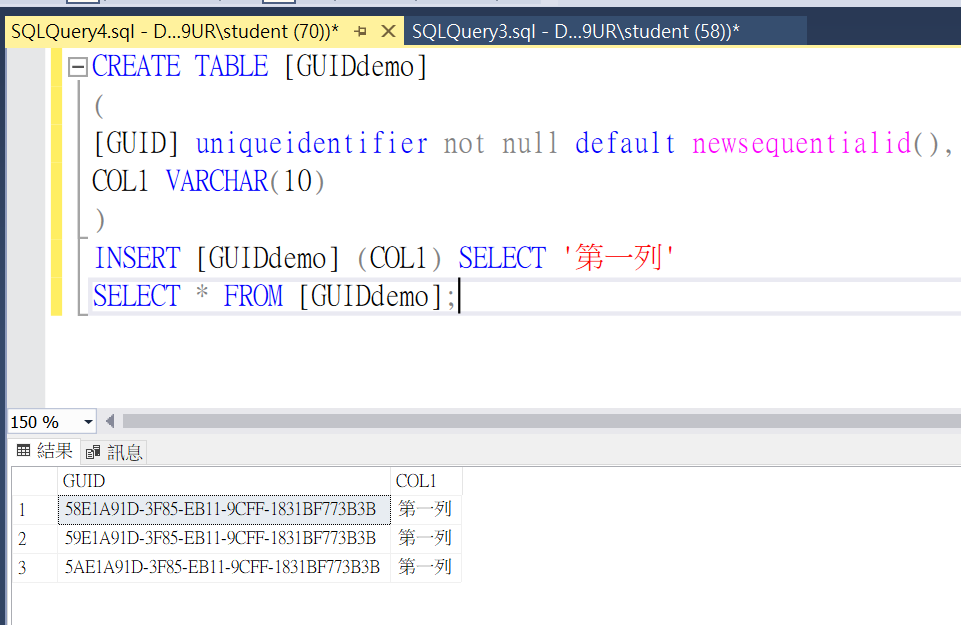 SQLQuery4.sql - D...9UR\student (70))* SQLQuery3.sql - D...9UR\student (58))*
CREATE TABLE [GUIDdemo]
(
[GUID] uniqueidentifier not null default newsequentialid(),
COL1 VARCHAR(10)
)
INSERT [GUIDdemo] (COL1) SELECT '第一列'
SELECT * FROM [GUIDdemo];
150 %
結果 訊息
GUID COL1
1 58E1A91D-3F85-EB11-9CFF-1831BF773B3B 第一列
2 59E1A91D-3F85-EB11-9CFF-1831BF773B3B 第一列
3 5AE1A91D-3F85-EB11-9CFF-1831BF773B3B 第一列